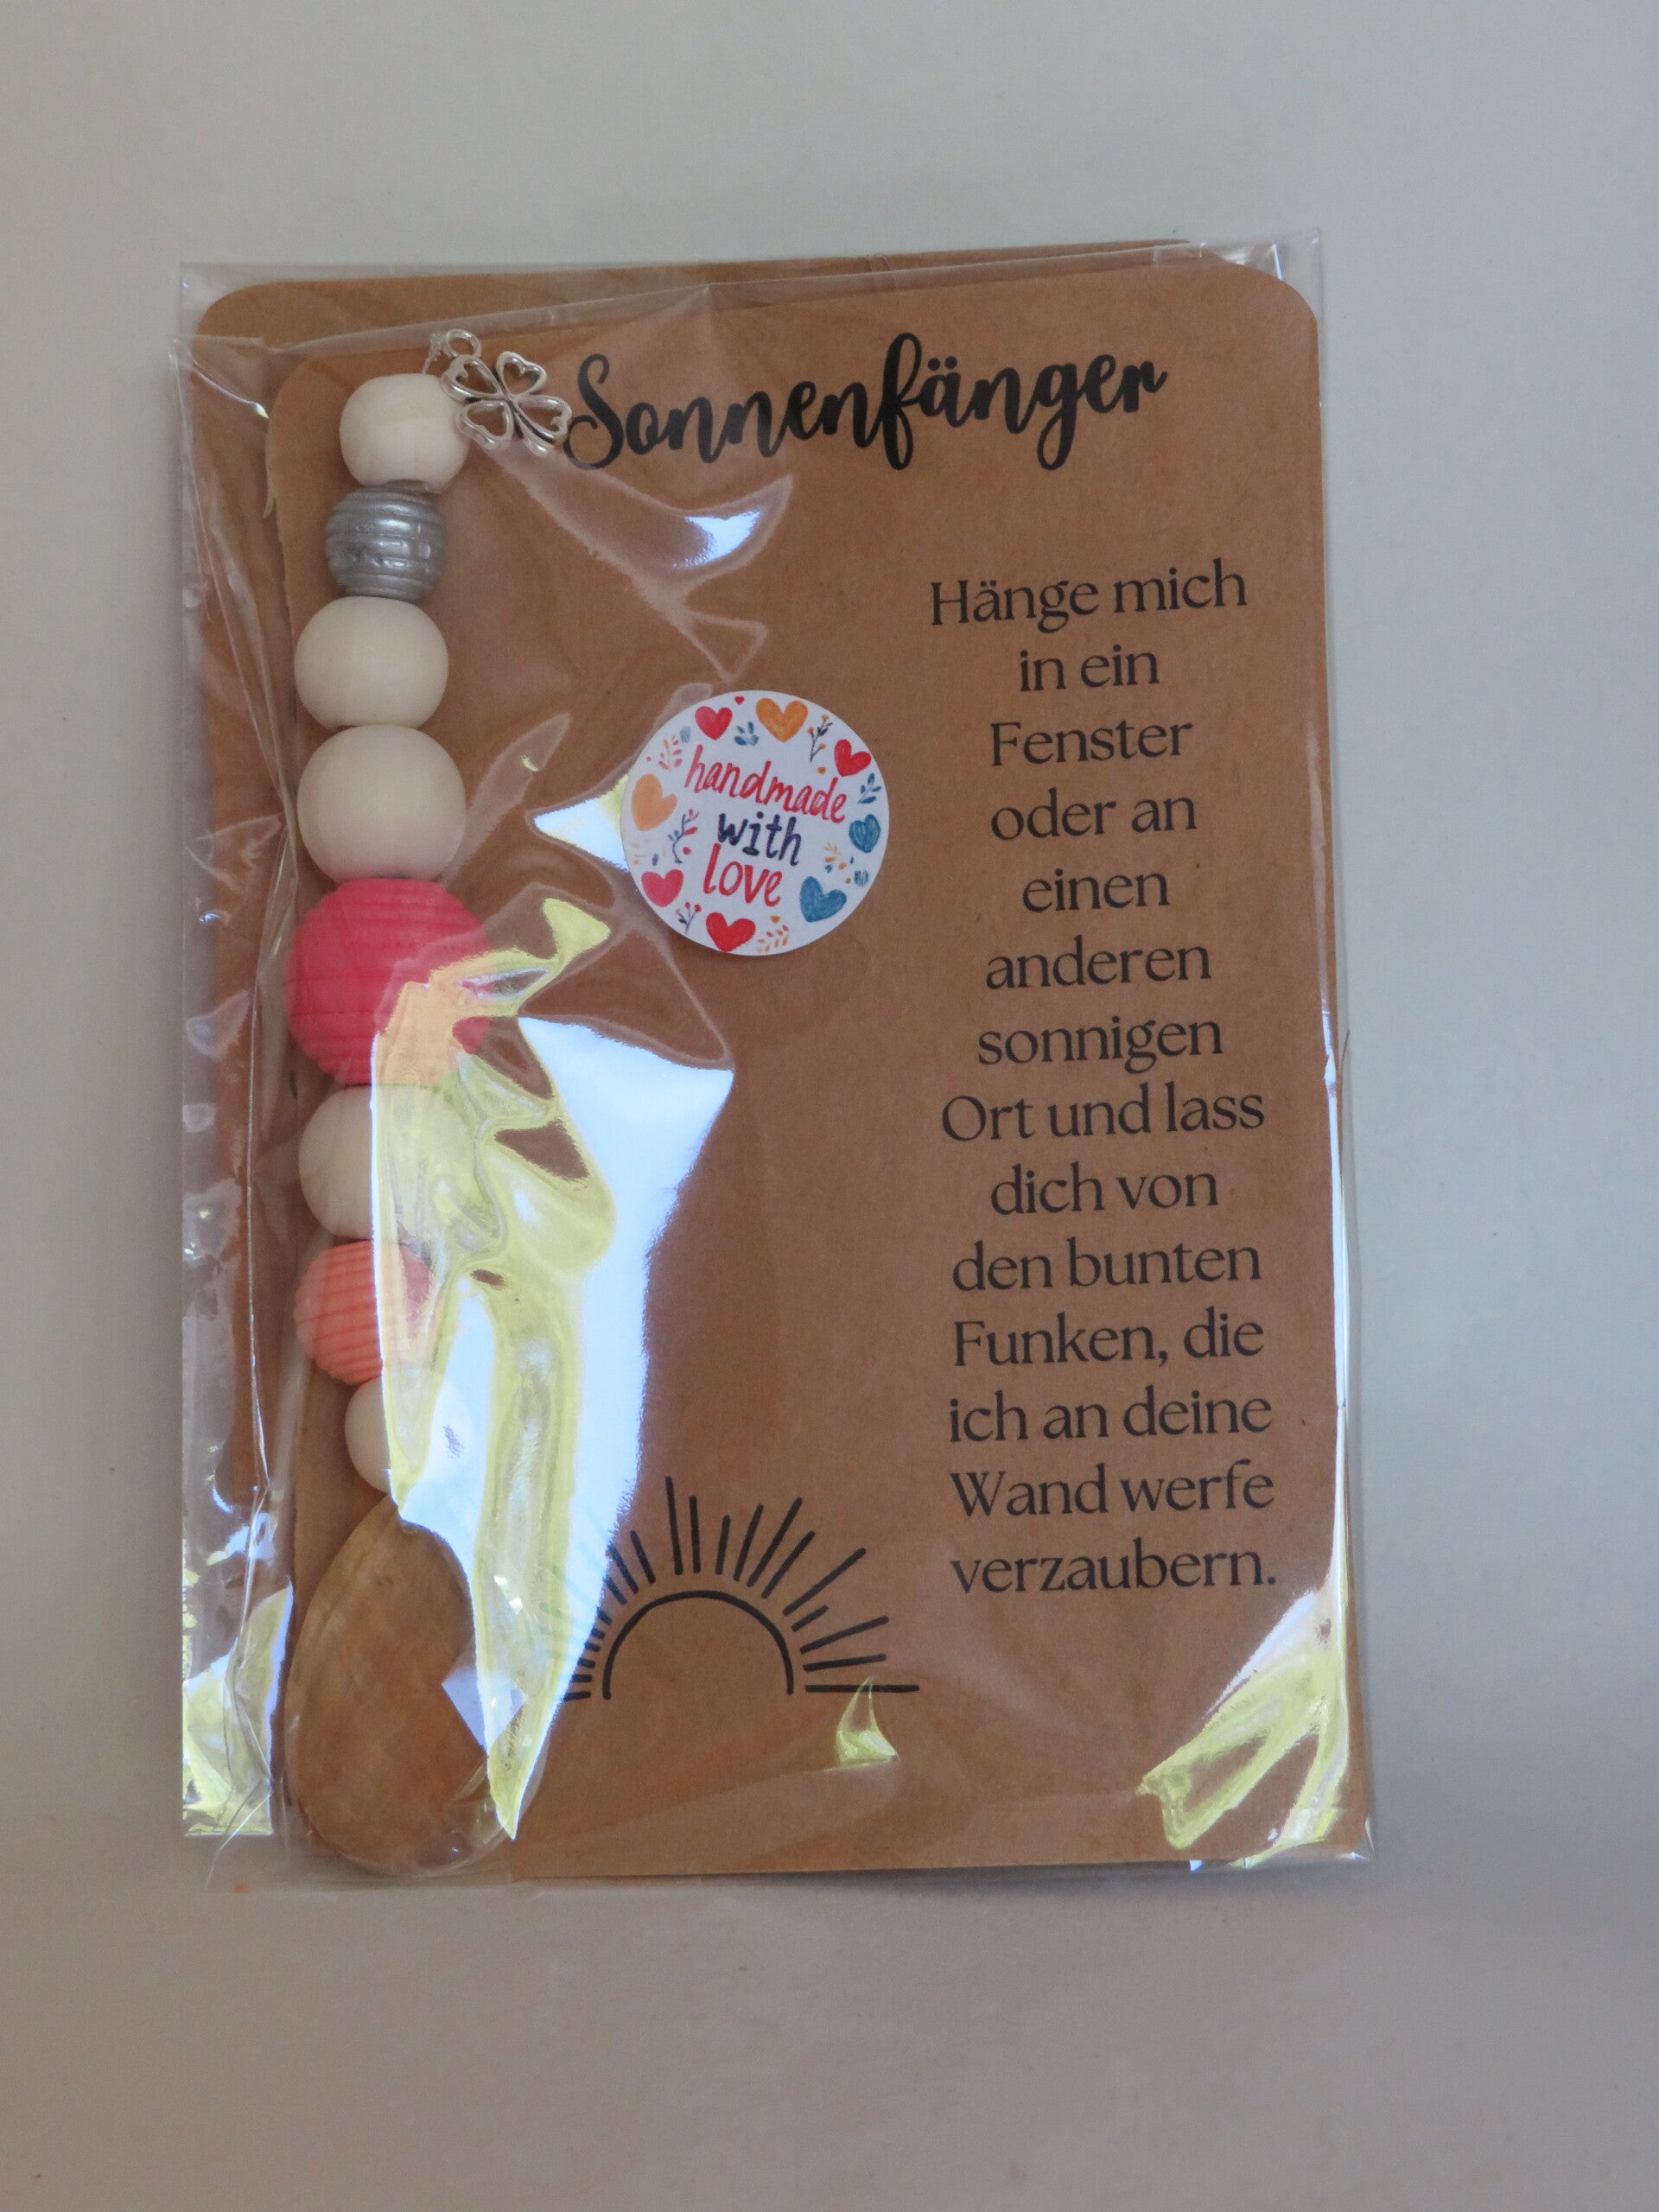 Sonnenfänger
handmade
with
love
Hänge mich
in ein
Fenster
oder an
einen
anderen
sonnigen
Ort und lass
dich von
den bunten
Funken, die
ich an deine
Wand werfe
verzaubern.